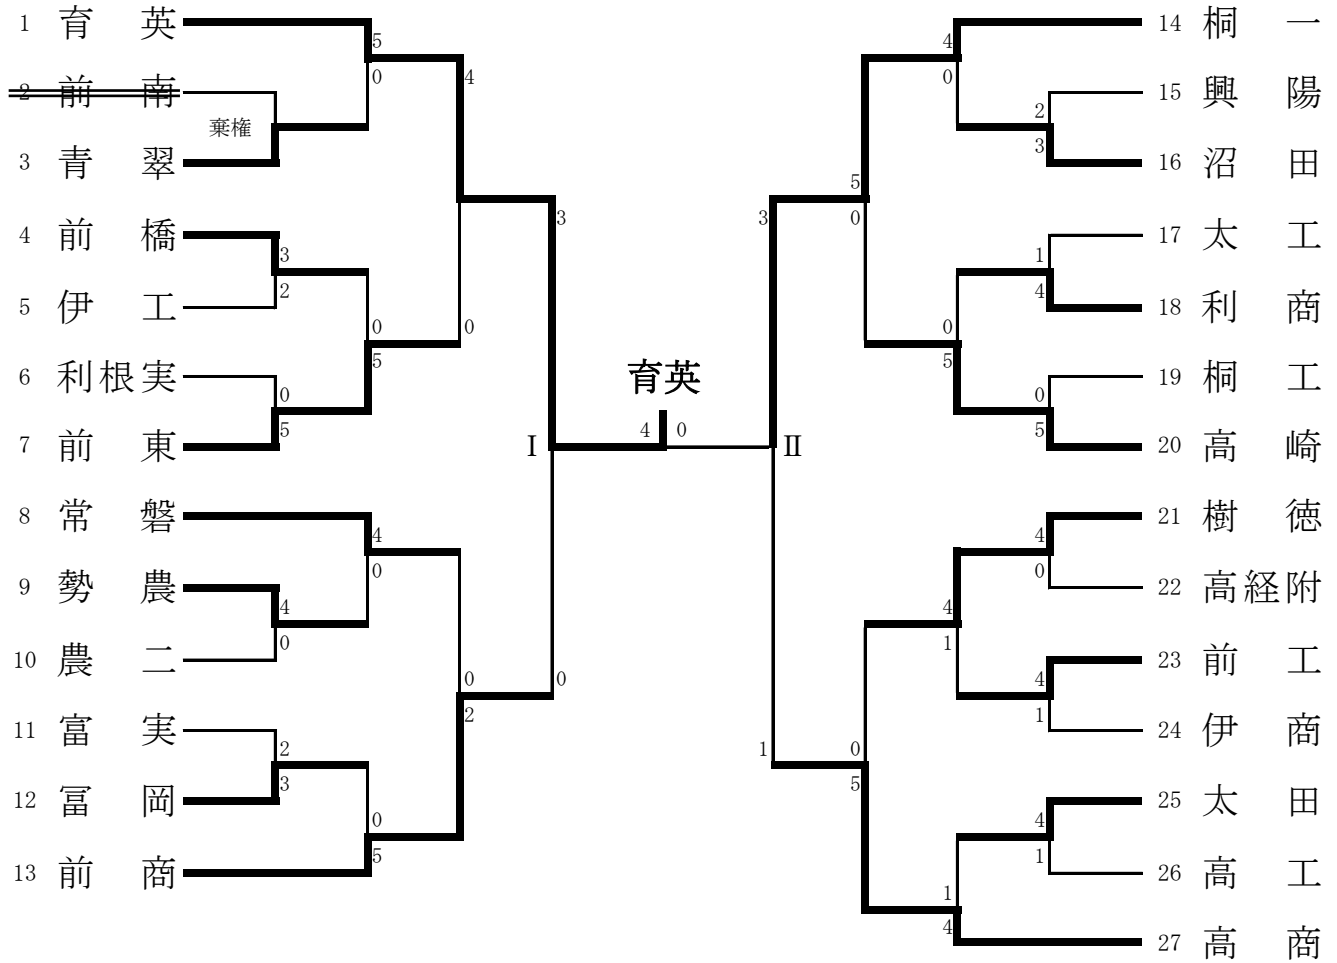 1 育英
5
0
2 前南
棄権
3 青翠
4
4 前橋
3
2
5 伊工
0
5
6 利根実
0
5
7 前東
0
3
8 常磐
4
0
9 勢農
4
0
10 農二
0
2
11 富実
2
3
12 冨岡
0
5
13 前商
0
Ⅰ
育英
4 0
Ⅱ
14 桐一
4
0
15 興陽
2
3
16 沼田
5
0
17 太工
1
4
18 利商
0
5
19 桐工
0
5
20 高崎
3
21 樹徳
4
0
22 高経附
4
1
23 前工
4
1
24 伊商
0
5
25 太田
4
1
26 高工
1
4
27 高商
1